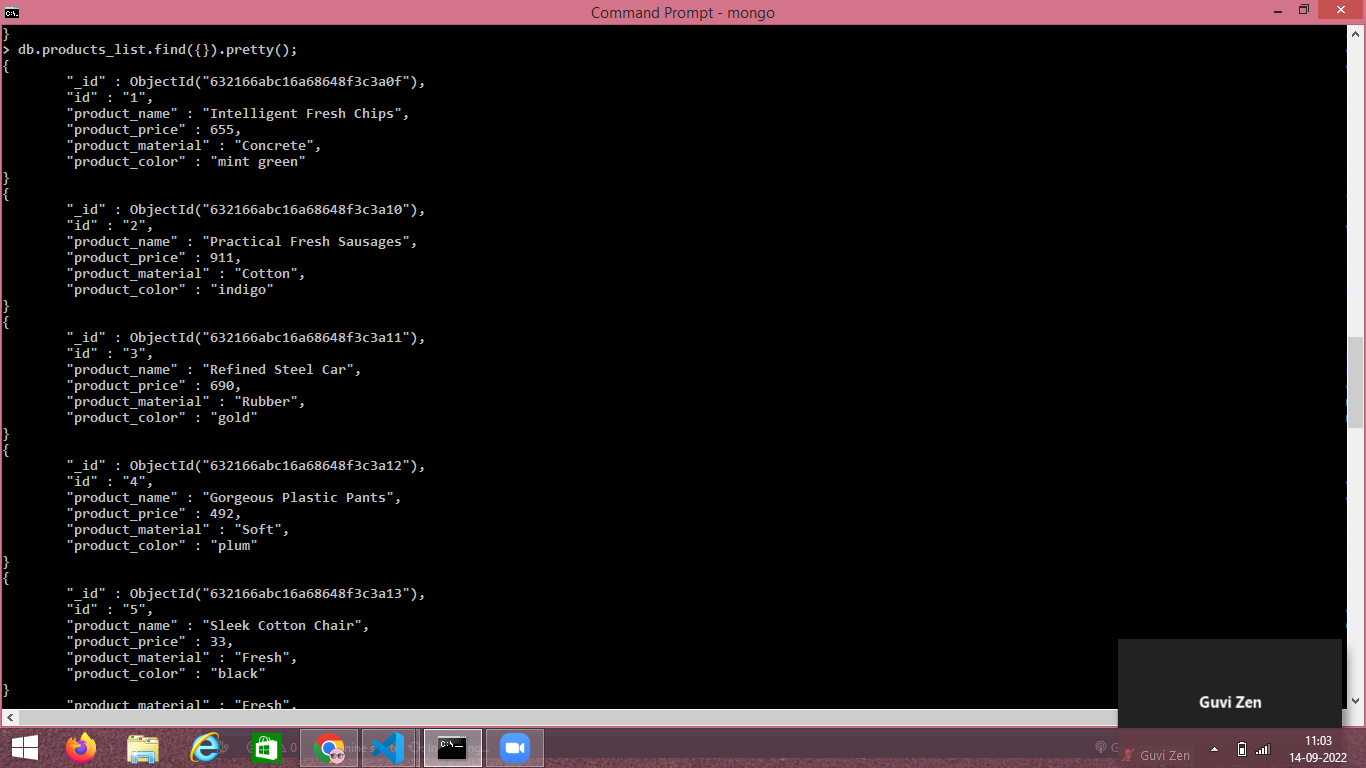 Command Prompt - mongo
}
> db.products_list.find({}).pretty();
{
"_id" : ObjectId("632166abc16a68648f3c3a0f"),
"id" : "1",
"product_name" : "Intelligent Fresh Chips",
"product_price" : 655,
"product_material" : "Concrete",
"product_color" : "mint green"
}
{
"_id" : ObjectId("632166abc16a68648f3c3a10"),
"id" : "2",
"product_name" : "Practical Fresh Sausages",
"product_price" : 911,
"product_material" : "Cotton",
"product_color" : "indigo"
}
{
"_id" : ObjectId("632166abc16a68648f3c3a11"),
"id" : "3",
"product_name" : "Refined Steel Car",
"product_price" : 690,
"product_material" : "Rubber",
"product_color" : "gold"
}
{
"_id" : ObjectId("632166abc16a68648f3c3a12"),
"id" : "4",
"product_name" : "Gorgeous Plastic Pants",
"product_price" : 492,
"product_material" : "Soft",
"product_color" : "plum"
}
{
"_id" : ObjectId("632166abc16a68648f3c3a13"),
"id" : "5",
"product_name" : "Sleek Cotton Chair",
"product_price" : 33,
"product_material" : "Fresh",
"product_color" : "black"
}
"product_material" : "Fresh",
Guvi Zen
Guvi Zen
11:03
14-09-2022